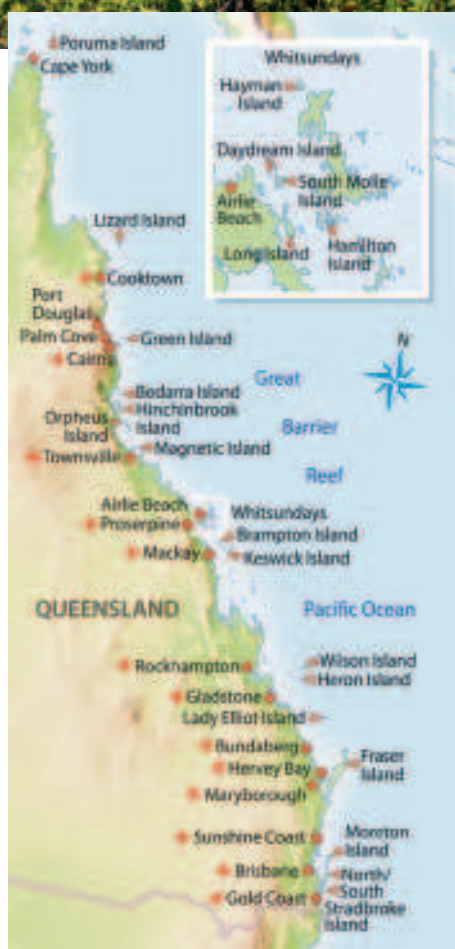 Poruma Island
Cape York
Whitsundays
Hayman
Island
Daydream Island
South Molle
Island
Airlie
Beach
Long Island
Hamilton
Island
Lizard Island
Cooktown
Port
Douglas
Palm Cove
Green Island
Cairns
N
Great
Barrier
Reef
Bedarra Island
Hinchinbrook
Island
Orpheus
Island
Magnetic Island
Townsville
Airlie Beach
Whitsundays
Proserpine
Brampton Island
Mackay
Keswick Island
QUEENSLAND
Pacific Ocean
Wilson Island
Rockhampton
Heron Island
Gladstone
Lady Elliot Island
Bundaberg
Fraser
Island
Hervey Bay
Maryborough
Sunshine Coast
Moreton
Island
Brisbane
North/
South
Stradbroke
Island
Gold Coast